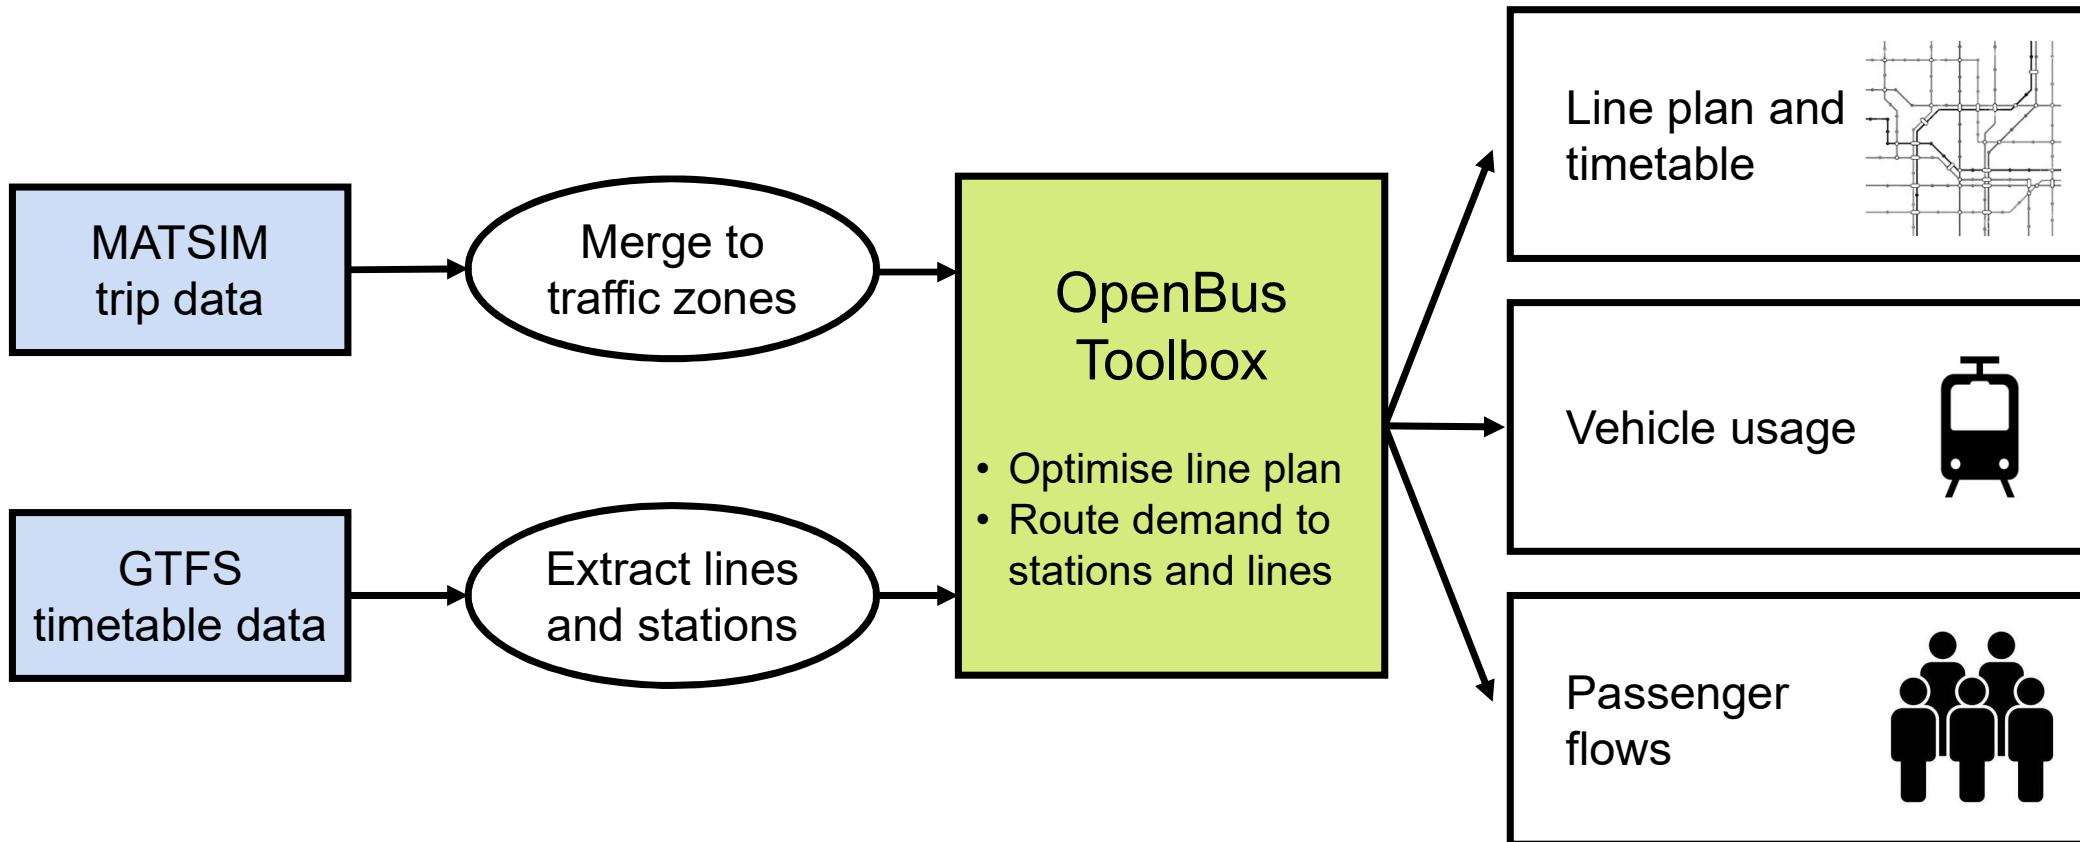 MATSIM
trip data
Merge to
traffic zones
GTFS
timetable data
Extract lines
and stations
OpenBus
Toolbox
• Optimise line plan
• Route demand to
stations and lines
Line plan and
timetable
Vehicle usage
Passenger
flows